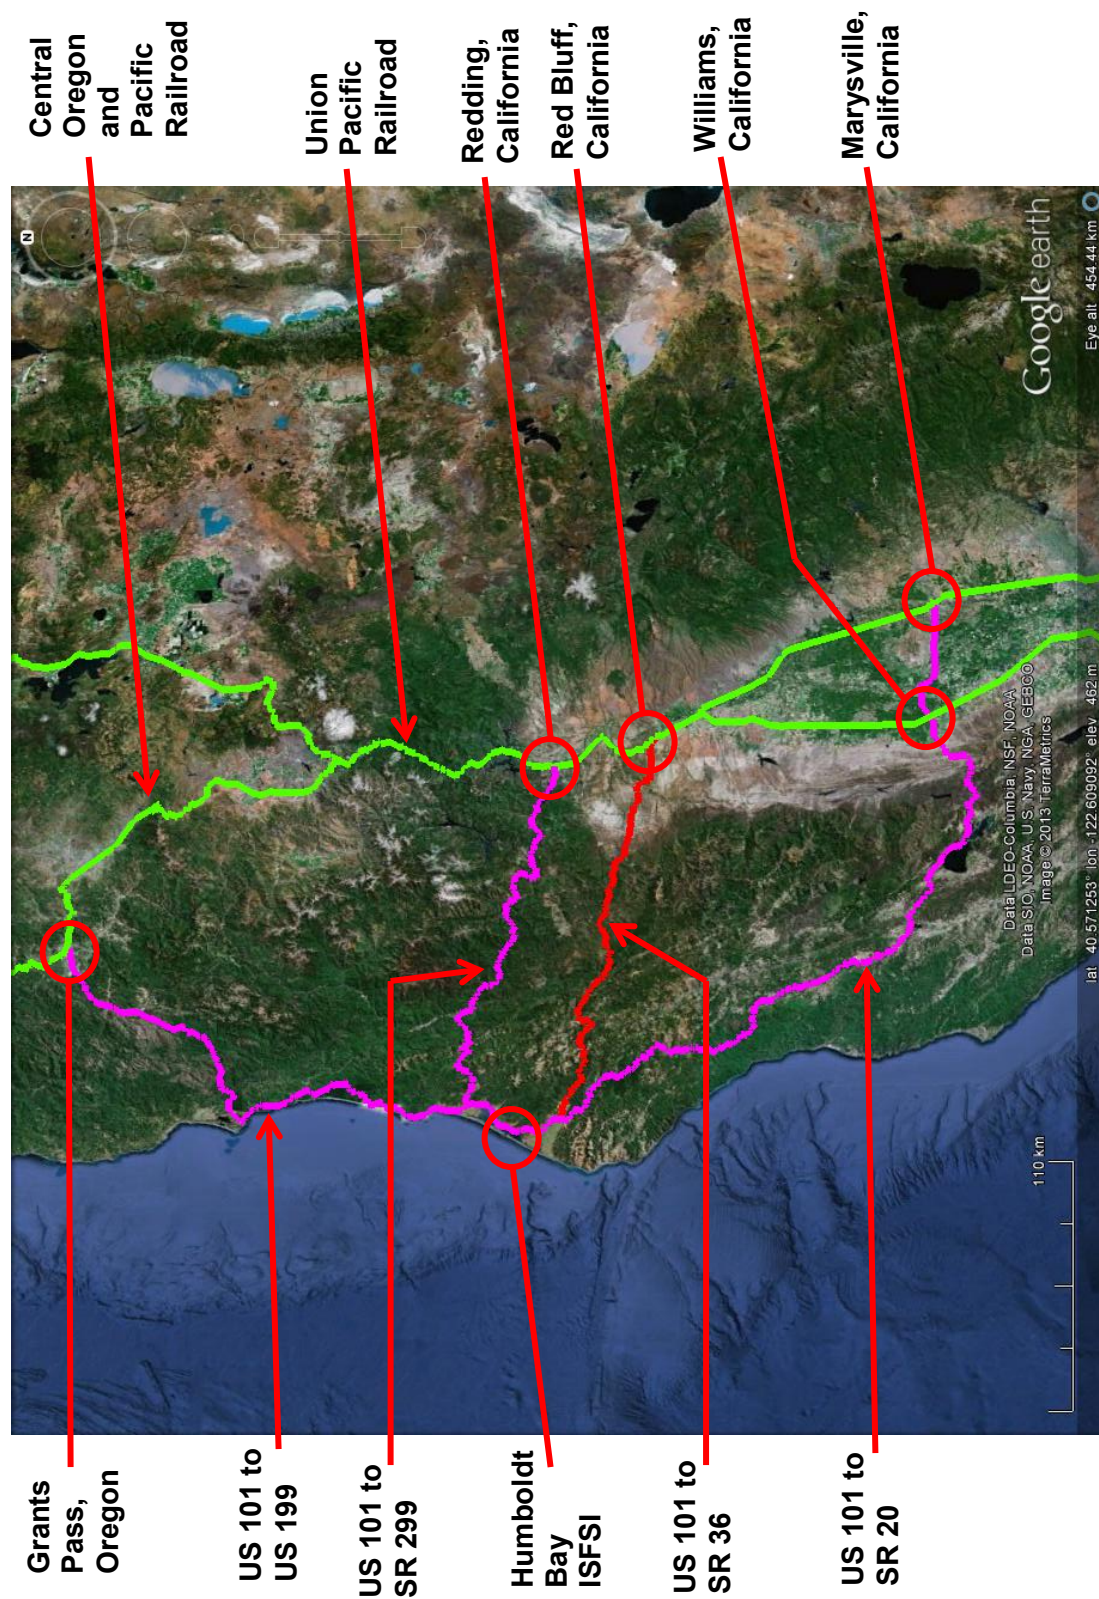 Grants
Pass,
Oregon
US 101 to
US 199
US 101 to
SR 299
Humboldt
Bay
ISFSI
US 101 to
SR 36
US 101 to
SR 20
Central
Oregon
and
Pacific
Railroad
Union
Pacific
Railroad
Redding,
California
Red Bluff,
California
Williams,
California
Marysville,
California
N
110 km
Data LDEO-Columbia, NSF, NOAA
Data SIO, NOAA, U.S. Navy, NGA, GEBCO
Image © 2013 TerraMetrics
Google earth
lat 40.571253° lon -122.609092° elev 462 m
Eye alt 454.44 km